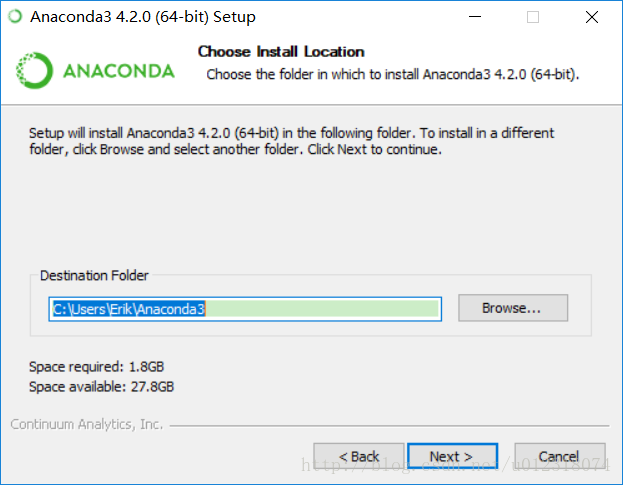 Anaconda3 4.2.0 (64-bit) Setup
Choose Install Location
ANACONDA
Choose the folder in which to install Anaconda3 4.2.0 (64-bit).
Setup will install Anaconda3 4.2.0 (64-bit) in the following folder. To install in a different
folder, click Browse and select another folder. Click Next to continue.
Destination Folder
C:\Users\Erik\Anaconda3
Browse...
Space required: 1.8GB
Space available: 27.8GB
Continuum Analytics, Inc.
< Back
Next >
Cancel
http://blog.csdn.net/u012318074